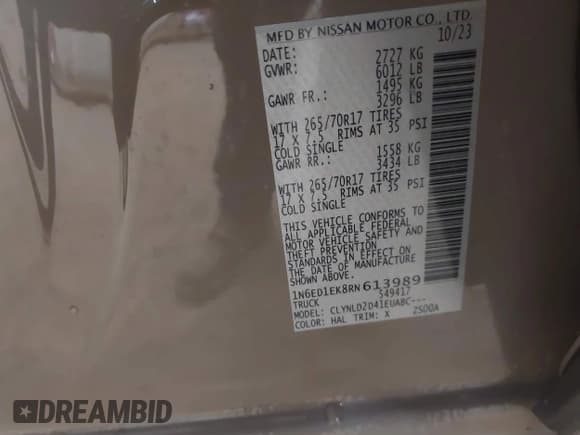 MFD BY NISSAN MOTOR CO., LTD.
DATE: 10/23
GVWR: 2727 KG
6012 LB
GAWR FR.: 1495 KG
3296 LB
WITH 265/70R17 TIRES
17 X 7.5 RIMS AT 35 PSI
COLD SINGLE
GAWR RR.: 1558 KG
3434 LB
WITH 265/70R17 TIRES
17 X 7.5 RIMS AT 35 PSI
COLD SINGLE
THIS VEHICLE CONFORMS TO
ALL APPLICABLE FEDERAL
MOTOR VEHICLE SAFETY AND
THEFT PREVENTION
STANDARDS IN EFFECT ON
THE DATE OF MANUFACTURE
SHOWN ABOVE.
1N6ED1EK8RN613989
TRUCK 549417
MODEL: CLYNLD2D41EUABC---
COLOR: HAL TRIM: X 2S00A
DREAMBID